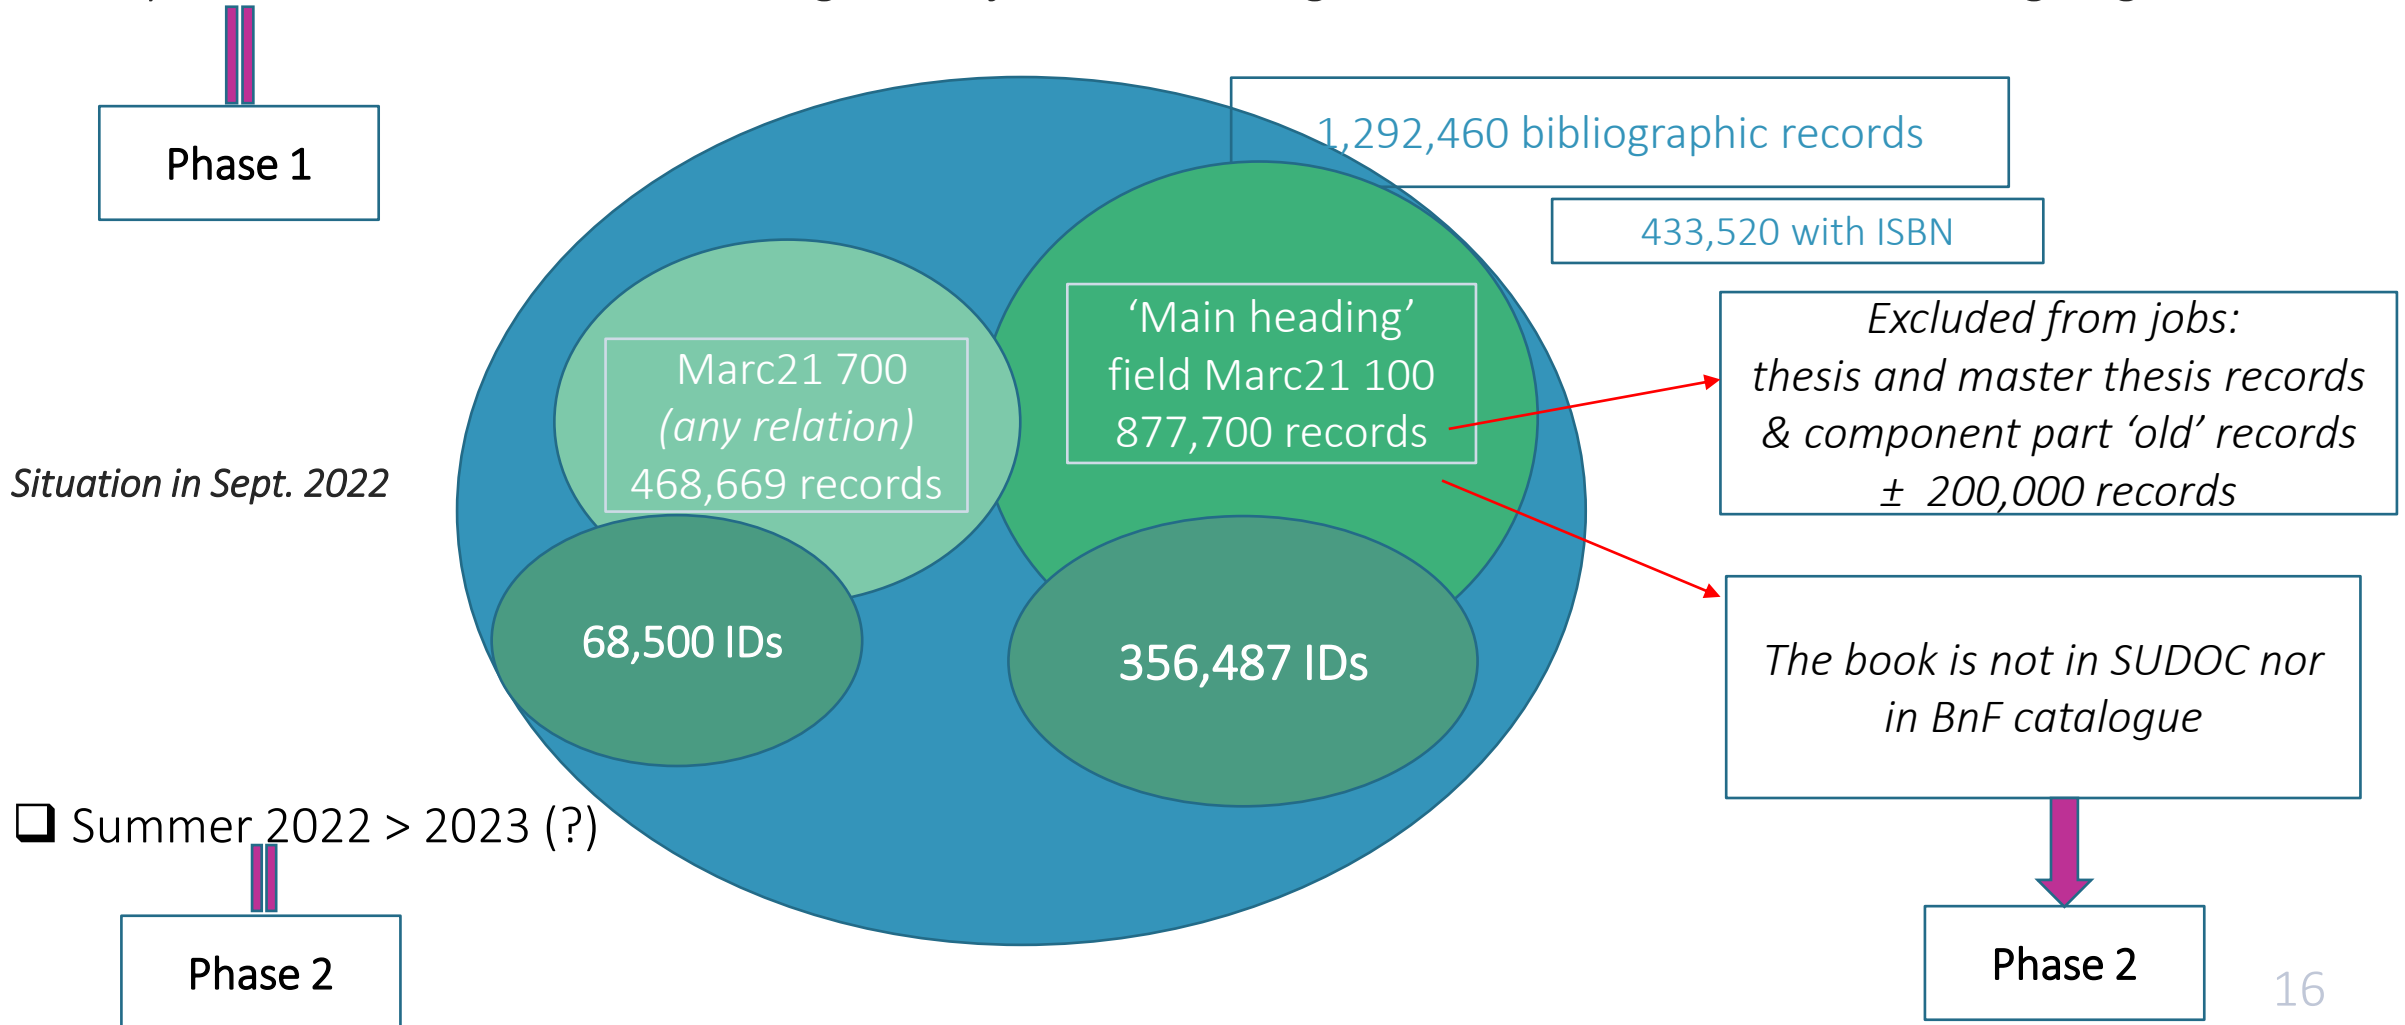 Phase 1
1,292,460 bibliographic records
433,520 with ISBN
‘Main heading’
field Marc21 100
877,700 records
Marc21 700
(any relation)
468,669 records
Excluded from jobs:
thesis and master thesis records
& component part ‘old’ records
± 200,000 records
Situation in Sept. 2022
68,500 IDs
356,487 IDs
The book is not in SUDOC nor
in BnF catalogue
❑ Summer 2022 > 2023 (?)
Phase 2
Phase 2
16